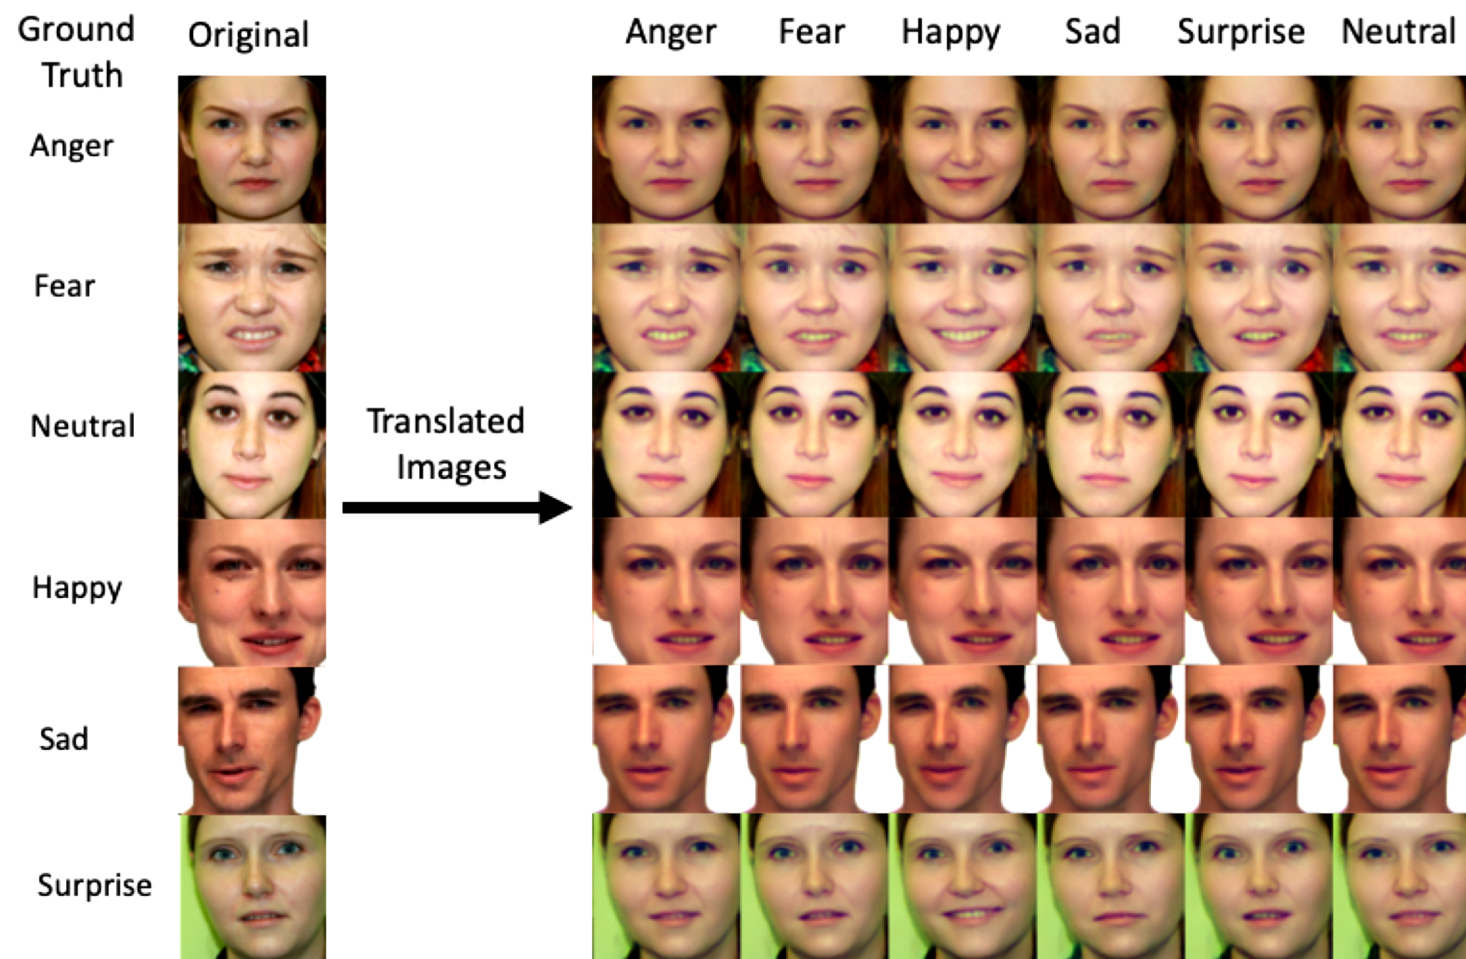 Ground
Truth
Original
Anger
Fear
Happy
Sad
Surprise
Neutral
Anger
Fear
Neutral
Happy
Sad
Surprise
Translated
Images